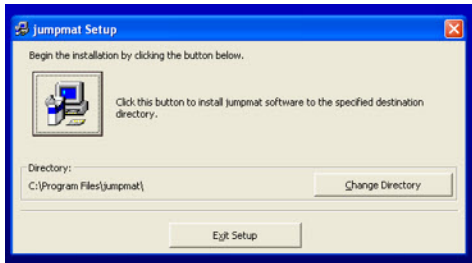 jumpmat Setup
Begin the installation by clicking the button below.
Click this button to install jumpmat software to the specified destination
directory.
Directory:
C:\Program Files\jumpmat\
Change Directory
Exit Setup